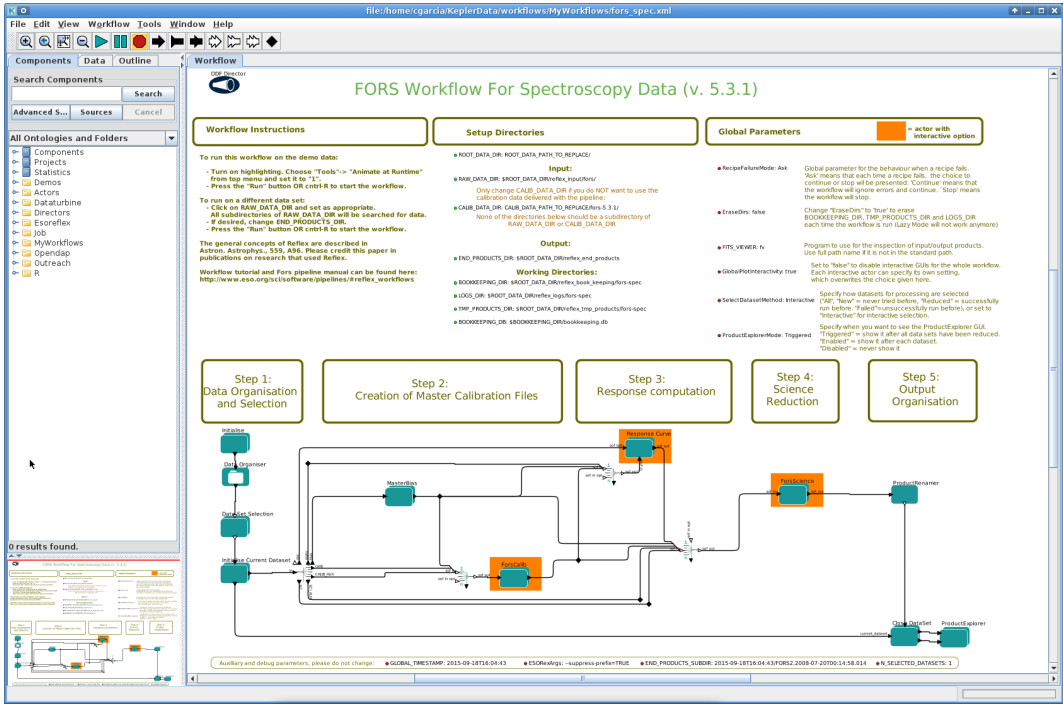 file:/home/cgarcia/KeplerData/workflows/MyWorkflows/fors_spec.xml
File Edit View Workflow Tools Window Help
Components Data Outline
Workflow
Search Components
Search
Advanced S... Sources Cancel
All Ontologies and Folders
Components
Projects
Statistics
Demos
Actors
Dataturbine
Directors
Esoreflex
Job
MyWorkflows
Opendap
Outreach
R
0 results found.
DDF Director
FORS Workflow For Spectroscopy Data (v. 5.3.1)
Workflow Instructions
To run this workflow on the demo data:
- Turn on highlighting. Choose "Tools"-> "Animate at Runtime"
from top menu and set it to "1".
- Press the "Run" button OR cntrl-R to start the workflow.
To run on a different data set:
- Click on RAW_DATA_DIR and set as appropriate.
All subdirectories of RAW_DATA_DIR will be searched for data.
- If desired, change END_PRODUCTS_DIR.
- Press the "Run" button OR cntrl-R to start the workflow.
The general concepts of Reflex are described in
Astron. Astrophys., 559, A96. Please credit this paper in
publications on research that used Reflex.
Workflow tutorial and Fors pipeline manual can be found here:
http://www.eso.org/sci/software/pipelines/#reflex_workflows
Setup Directories
ROOT_DATA_DIR: ROOT_DATA_PATH_TO_REPLACE/
Input:
RAW_DATA_DIR: $ROOT_DATA_DIR/reflex_input/fors/
Only change CALIB_DATA_DIR if you do NOT want to use the
calibration data delivered with the pipeline:
CALIB_DATA_DIR: CALIB_DATA_PATH_TO_REPLACE/fors-5.3.1/
None of the directories below should be a subdirectory of
RAW_DATA_DIR or CALIB_DATA_DIR
Output:
END_PRODUCTS_DIR: $ROOT_DATA_DIR/reflex_end_products
Working Directories:
BOOKKEEPING_DIR: $ROOT_DATA_DIR/reflex_book_keeping/fors-spec
LOGS_DIR: $ROOT_DATA_DIR/reflex_logs/fors-spec
TMP_PRODUCTS_DIR: $ROOT_DATA_DIR/reflex_tmp_products/fors-spec
BOOKKEEPING_DB: $BOOKKEEPING_DIR/bookkeeping.db
Global Parameters
= actor with
interactive option
RecipeFailureMode: Ask
Global parameter for the behaviour when a recipe fails.
'Ask' means that each time a recipe fails, the choice to
continue or stop wil be presented. 'Continue' means that
the workflow will ignore errors and continue. 'Stop' means
the workflow will stop.
EraseDirs: false
Change "EraseDirs" to "true' to erase
BOOKKEEPING_DIR, TMP_PRODUCTS_DIR and LOGS_DIR
each time the workflow is run (Lazy Mode will not work anymore)
FITS_VIEWER: fv
Program to use for the inspection of input/output products.
Use full path name if it is not in the standard path.
GlobalPlotInteractivity: true
Set to "false" to disable interactive GUIs for the whole workflow.
Each interactive actor can specify its own setting,
which overwrites the choice given here.
SelectDatasetMethod: Interactive
Specify how datasets for processing are selected
("All", "New" = never tried before, "Reduced" = successfully
run before. "Failed"=unsuccessfully run before), or set to
"Interactive" for interactive selection.
ProductExplorerMode: Triggered
Specify when you want to see the ProductExplorer GUI.
"Triggered" = show it after all data sets have been reduced.
"Enabled" = show it after each dataset.
"Disabled" = never show it
Step 1:
Data Organisation
and Selection
Step 2:
Creation of Master Calibration Files
Step 3:
Response computation
Step 4:
Science
Reduction
Step 5:
Output
Organisation
Initialise
Data Organiser
Data Set Selection
Initialise Current Dataset
MasterBias
ForsCalib
Response Curve
ForsScience
ProductRenamer
Close DataSet
ProductExplorer
current_dataset
Auxiliary and debug parameters, please do not change:
GLOBAL_TIMESTAMP: 2015-09-18T16:04:43
ESORexArgs: --suppress-prefix=TRUE
END_PRODUCTS_SUBDIR: 2015-09-18T16:04:43/FORS2.2008-07-20T00:14:58.014
N_SELECTED_DATASETS: 1